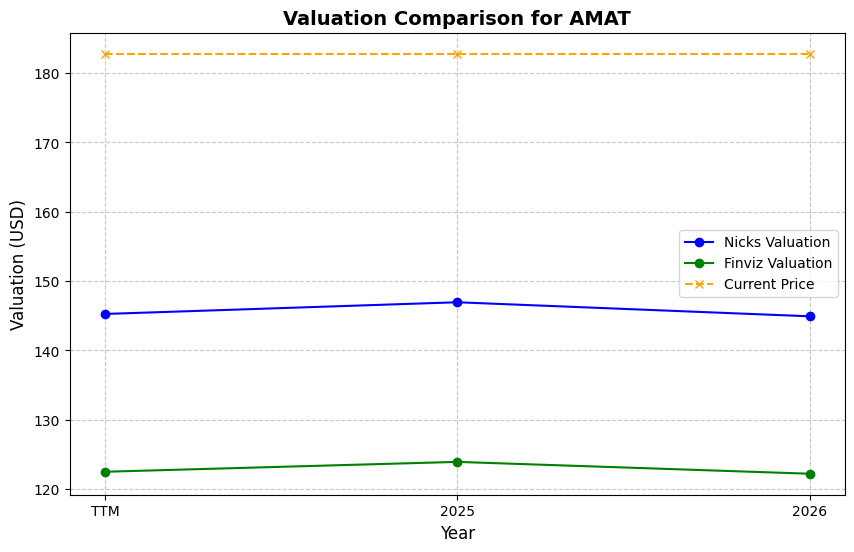 Valuation Comparison for AMAT
Valuation (USD)
180
170
160
150
140
130
120
Nicks Valuation
Finviz Valuation
Current Price
TTM
2025
2026
Year